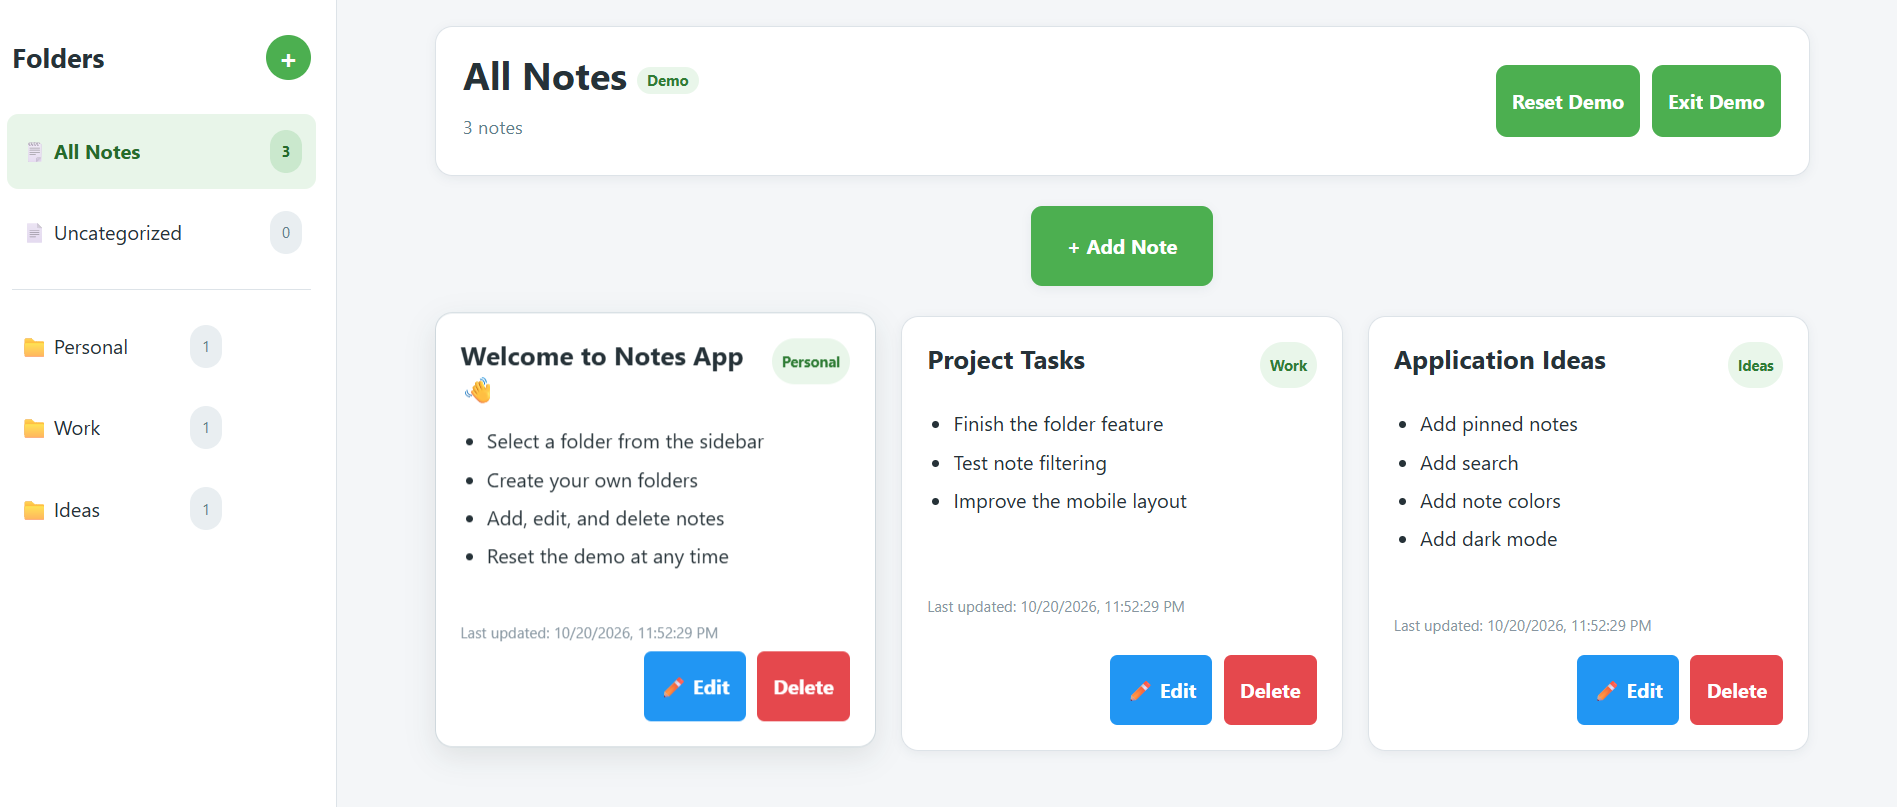 Folders
+
All Notes
3
Uncategorized
0
Personal
1
Work
1
Ideas
1
All Notes Demo
3 notes
Reset Demo
Exit Demo
+ Add Note
Welcome to Notes App 
👋
Personal
Select a folder from the sidebar
Create your own folders
Add, edit, and delete notes
Reset the demo at any time
Last updated: 10/20/2026, 11:52:29 PM
Edit
Delete
Project Tasks
Work
Finish the folder feature
Test note filtering
Improve the mobile layout
Last updated: 10/20/2026, 11:52:29 PM
Edit
Delete
Application Ideas
Ideas
Add pinned notes
Add search
Add note colors
Add dark mode
Last updated: 10/20/2026, 11:52:29 PM
Edit
Delete